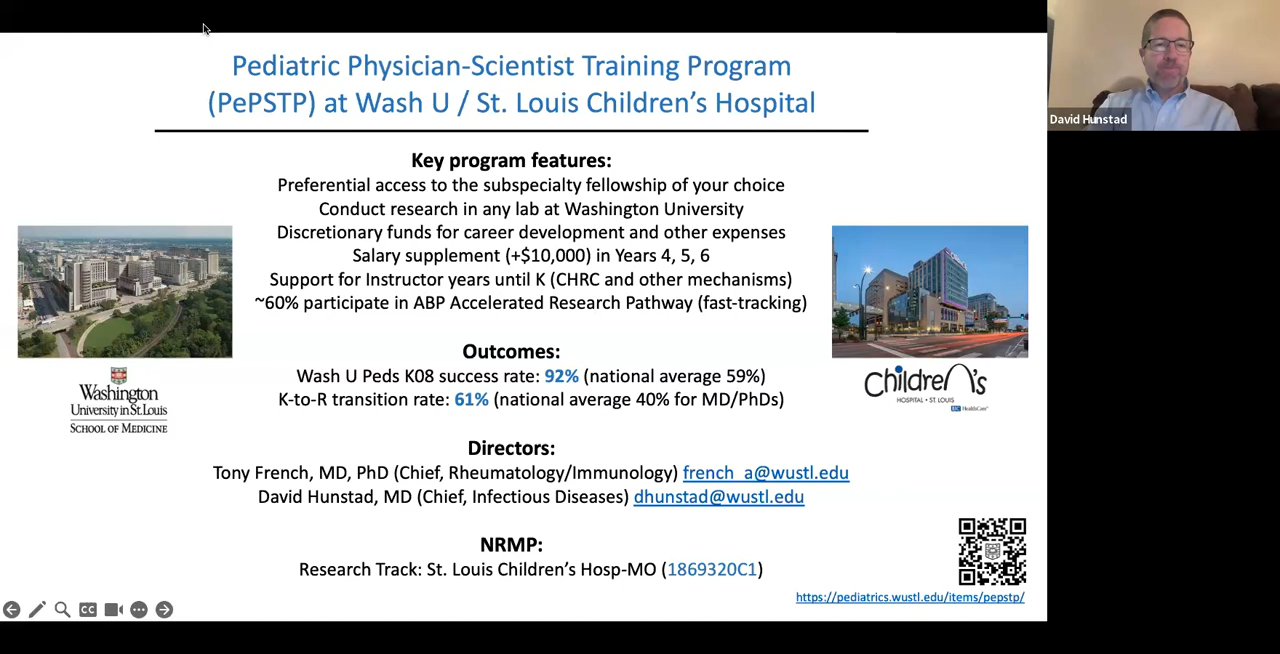 Pediatric Physician-Scientist Training Program
(PePSTP) at Wash U / St. Louis Children's Hospital
David Hunstad
Key program features:
Preferential access to the subspecialty fellowship of your choice
Conduct research in any lab at Washington University
Discretionary funds for career development and other expenses
Salary supplement (+$10,000) in Years 4, 5, 6
Support for Instructor years until K (CHRC and other mechanisms)
~60% participate in ABP Accelerated Research Pathway (fast-tracking)
Outcomes:
Wash U Peds K08 success rate: 92% (national average 59%)
K-to-R transition rate: 61% (national average 40% for MD/PhDs)
Washington
University in St. Louis
SCHOOL OF MEDICINE
Children's
HOSPITAL • ST. LOUIS
BJC HealthCare
Directors:
Tony French, MD, PhD (Chief, Rheumatology/Immunology) french_a@wustl.edu
David Hunstad, MD (Chief, Infectious Diseases) dhunstad@wustl.edu
NRMP:
Research Track: St. Louis Children's Hosp-MO (1869320C1)
https://pediatrics.wustl.edu/items/pepstp/
CC